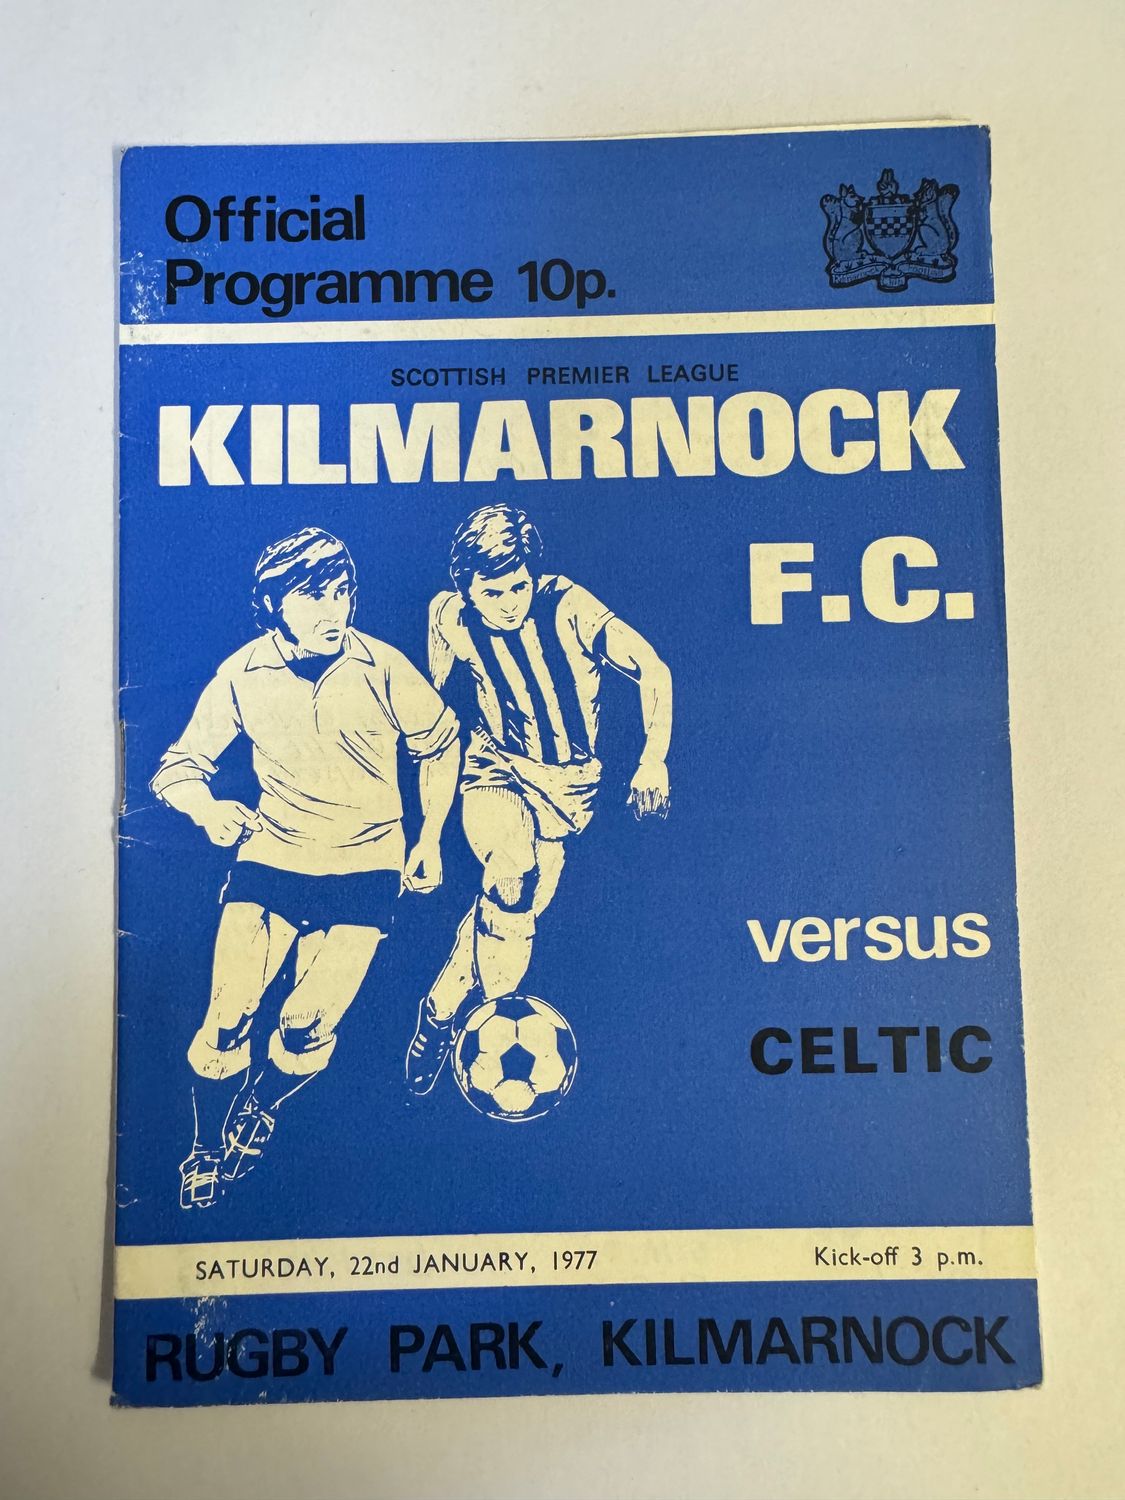 Official
Programme 10p.
SCOTTISH PREMIER LEAGUE
KILMARNOCK
F.C.
versus
CELTIC
SATURDAY, 22nd JANUARY, 1977
Kick-off 3 p.m.
RUGBY PARK, KILMARNOCK